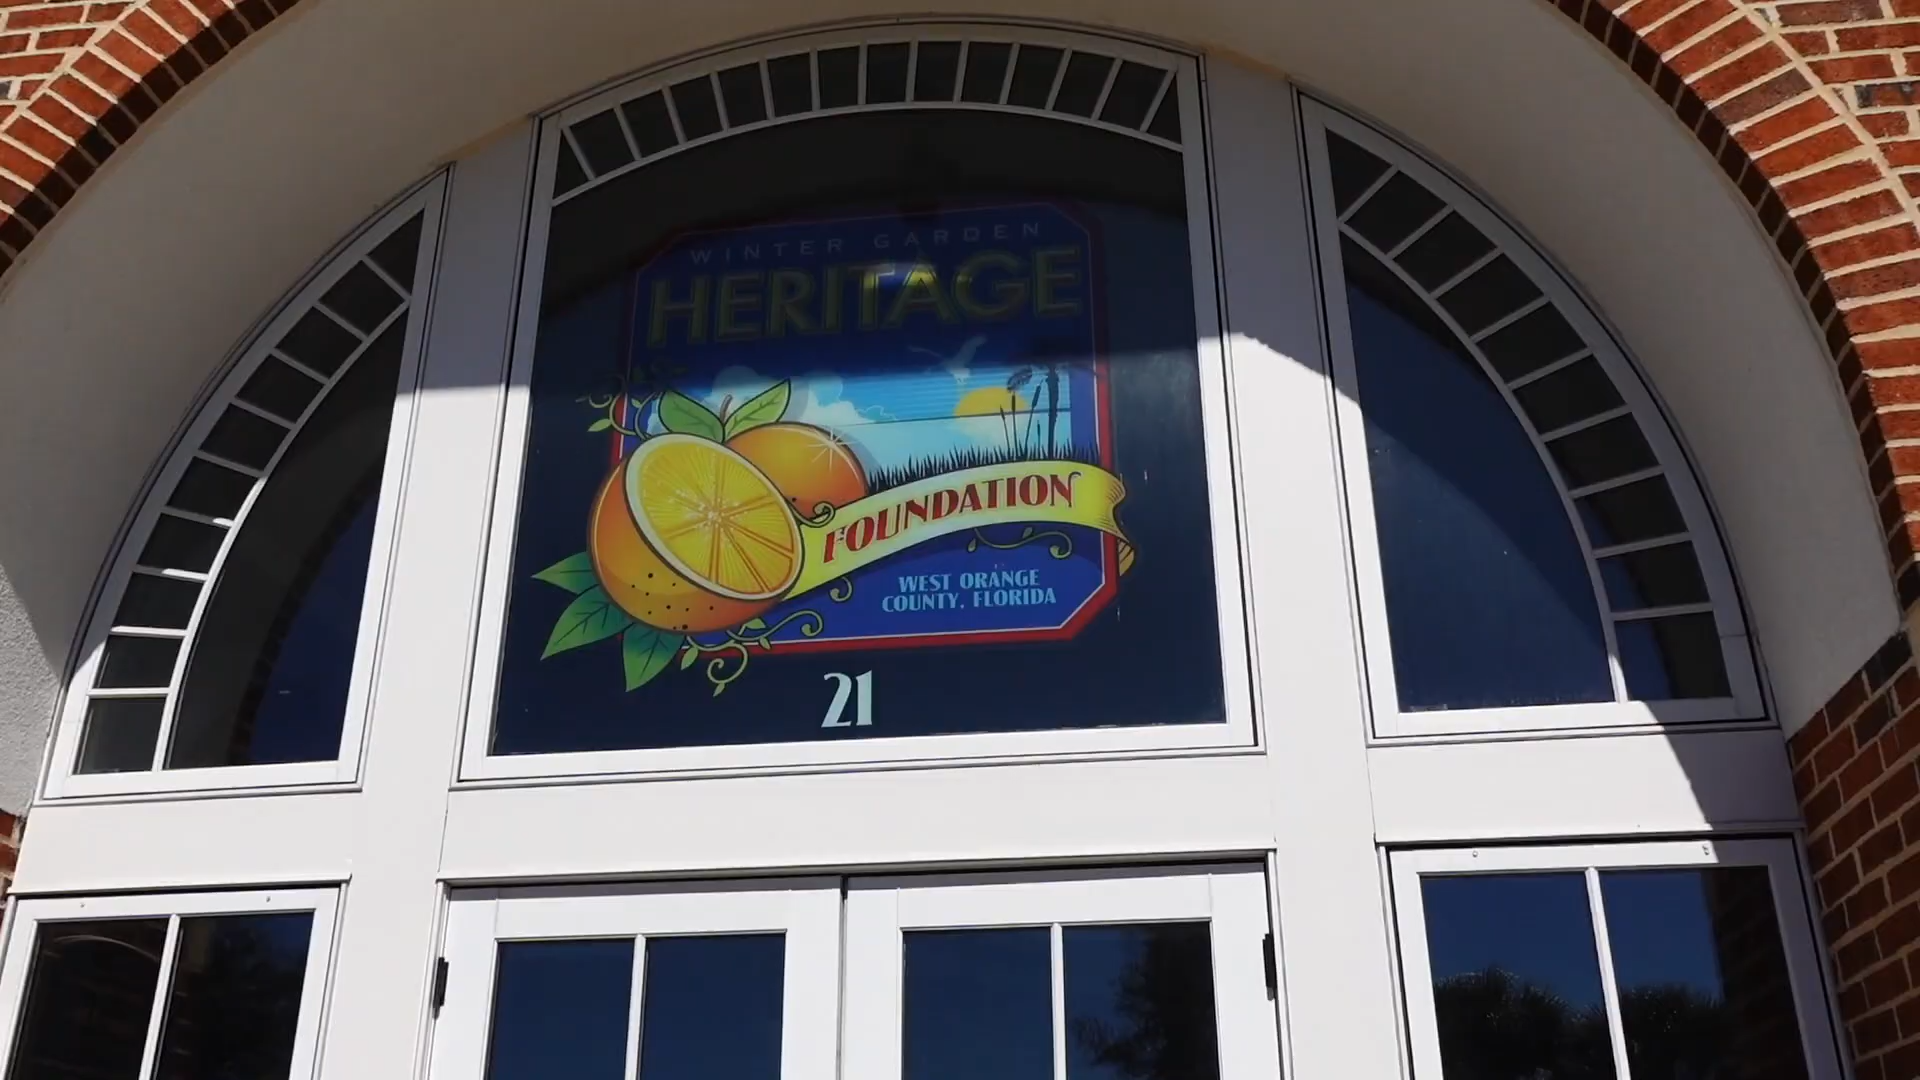 WINTER GARDEN
HERITAGE
FOUNDATION
WEST ORANGE
COUNTY, FLORIDA
21